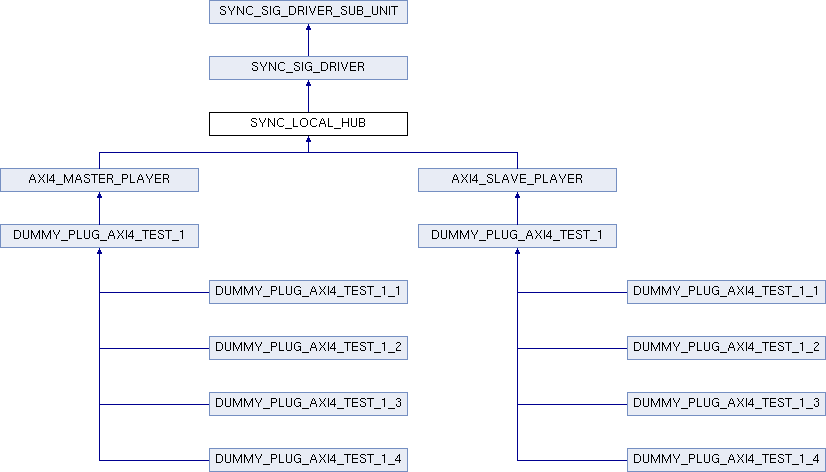 SYNC_SIG_DRIVER_SUB_UNIT
SYNC_SIG_DRIVER
SYNC_LOCAL_HUB
AXI4_MASTER_PLAYER
AXI4_SLAVE_PLAYER
DUMMY_PLUG_AXI4_TEST_1
DUMMY_PLUG_AXI4_TEST_1
DUMMY_PLUG_AXI4_TEST_1_1
DUMMY_PLUG_AXI4_TEST_1_1
DUMMY_PLUG_AXI4_TEST_1_2
DUMMY_PLUG_AXI4_TEST_1_2
DUMMY_PLUG_AXI4_TEST_1_3
DUMMY_PLUG_AXI4_TEST_1_3
DUMMY_PLUG_AXI4_TEST_1_4
DUMMY_PLUG_AXI4_TEST_1_4